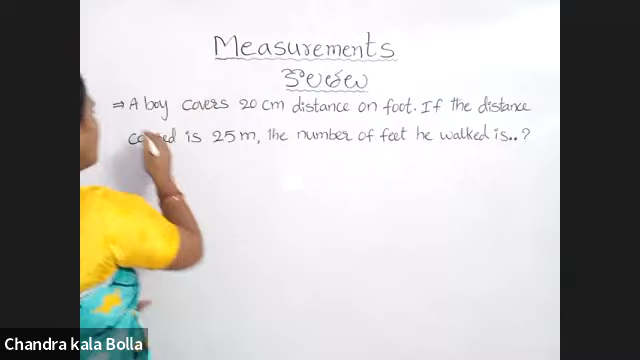 Measurements
కొలతలు
⇒ A boy covers 20 cm distance on foot. If the distance
covered is 25 m, the number of feet he walked is..?
Chandra kala Bolla